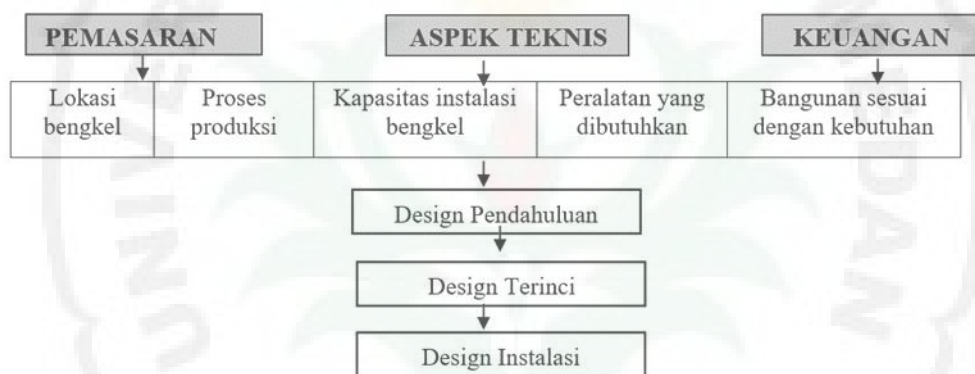 PEMASARAN
ASPEK TEKNIS
KEUANGAN
Lokasi
bengkel
Proses
produksi
Kapasitas instalasi
bengkel
Peralatan yang
dibutuhkan
Bangunan sesuai
dengan kebutuhan
Design Pendahuluan
Design Terinci
Design Instalasi